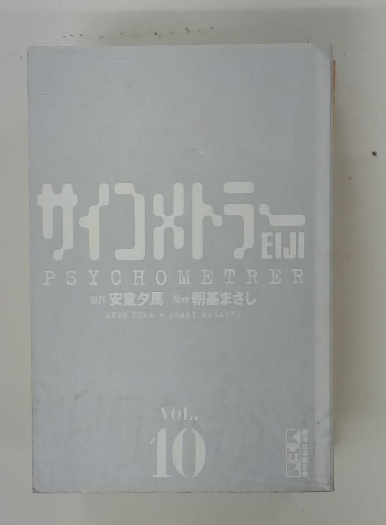 サイコメトラー
EIJI
PSYCHOMETRER
原作 安童夕馬 漫画 朝基まさし
ANDO YUMA • ASAKI MASASHI
VOL.
10